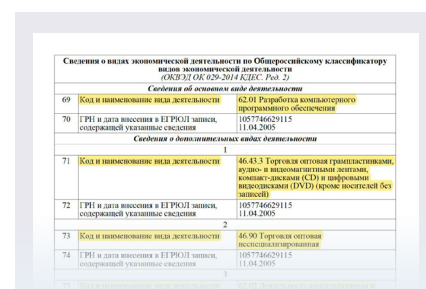 Сведения о видах экономической деятельности по Общероссийскому классификатору
видов экономической деятельности
(ОКВЭД ОК 029-2014 КДЕС. Ред. 2)
Сведения об основном виде деятельности
69 Код и наименование вида деятельности 62.01 Разработка компьютерного
программного обеспечения
70 ГРН и дата внесения в ЕГРЮЛ записи, 1057746629115
содержащей указанные сведения 11.04.2005
Сведения о дополнительных видах деятельности
1
71 Код и наименование вида деятельности 46.43.3 Торговля оптовая грампластинками,
аудио- и видеомагнитными лентами,
компакт-дисками (CD) и цифровыми
видеодисками (DVD) (кроме носителей без
записей)
72 ГРН и дата внесения в ЕГРЮЛ записи, 1057746629115
содержащей указанные сведения 11.04.2005
2
73 Код и наименование вида деятельности 46.90 Торговля оптовая
неспециализированная
74 ГРН и дата внесения в ЕГРЮЛ записи, 1057746629115
содержащей указанные сведения 11.04.2005
3
75 Код и наименование вида деятельности